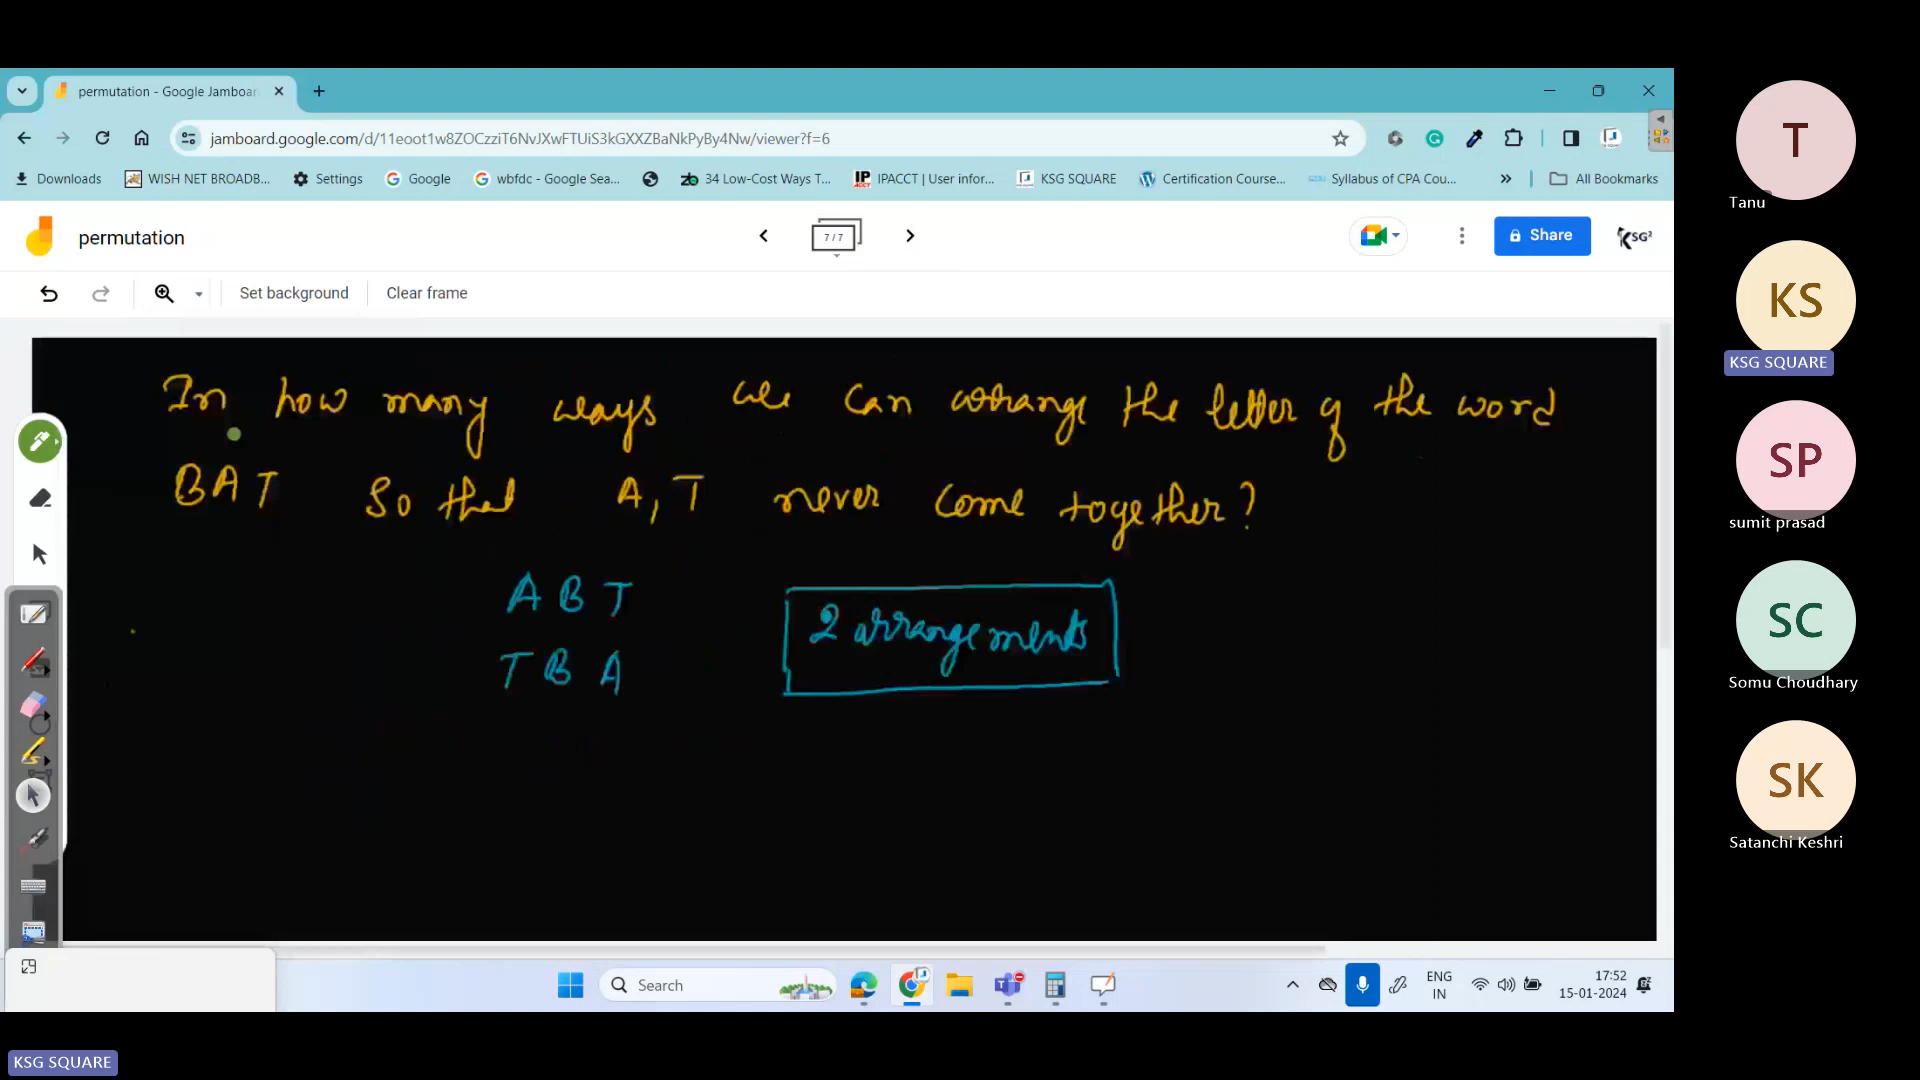 permutation - Google Jamboar
jamboard.google.com/d/11eoot1w8ZOCzziT6NvJXwFTUiS3kGXXZBaNkPyBy4Nw/viewer?f=6
Downloads WISH NET BROADB... Settings Google wbfdc - Google Sea... 34 Low-Cost Ways T... IPACCT | User infor... KSG SQUARE Certification Course... Syllabus of CPA Cou... » All Bookmarks
permutation 7 / 7 Share KSG²
Set background Clear frame
In how many ways we can arrange the letter of the word
BAT so that A, T never come together?
A B T
T B A
2 arrangements
Search
ENG
IN
17:52
15-01-2024
T
Tanu
KS
KSG SQUARE
SP
sumit prasad
SC
Somu Choudhary
SK
Satanchi Keshri
KSG SQUARE